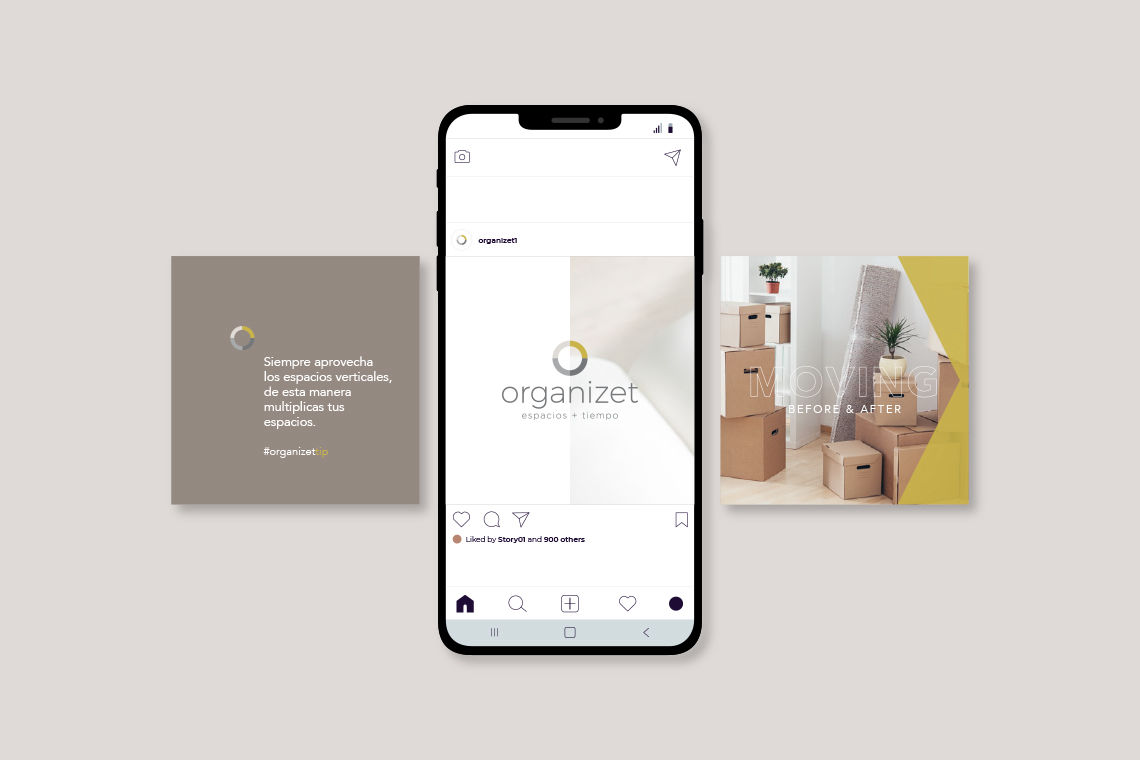 Siempre aprovecha
los espacios verticales,
de esta manera
multiplicas tus
espacios.
#organizettip
organizet1
organizet
espacios + tiempo
Liked by Story01 and 900 others
MOVING
BEFORE & AFTER